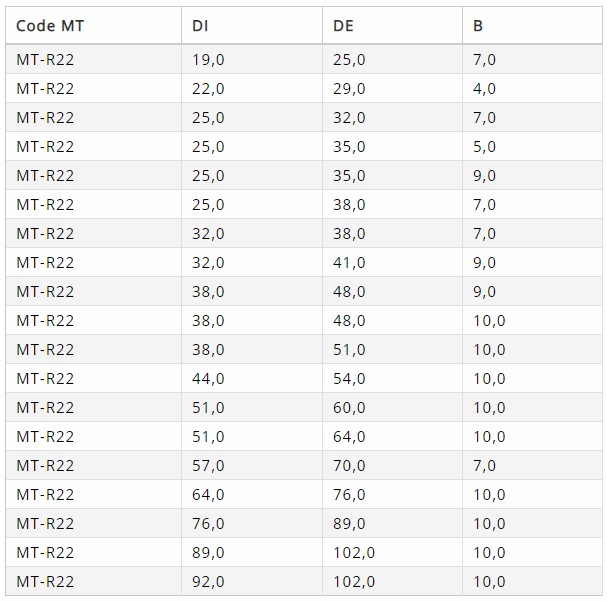 Code MT DI DE B
MT-R22 19,0 25,0 7,0
MT-R22 22,0 29,0 4,0
MT-R22 25,0 32,0 7,0
MT-R22 25,0 35,0 5,0
MT-R22 25,0 35,0 9,0
MT-R22 25,0 38,0 7,0
MT-R22 32,0 38,0 7,0
MT-R22 32,0 41,0 9,0
MT-R22 38,0 48,0 9,0
MT-R22 38,0 48,0 10,0
MT-R22 38,0 51,0 10,0
MT-R22 44,0 54,0 10,0
MT-R22 51,0 60,0 10,0
MT-R22 51,0 64,0 10,0
MT-R22 57,0 70,0 7,0
MT-R22 64,0 76,0 10,0
MT-R22 76,0 89,0 10,0
MT-R22 89,0 102,0 10,0
MT-R22 92,0 102,0 10,0